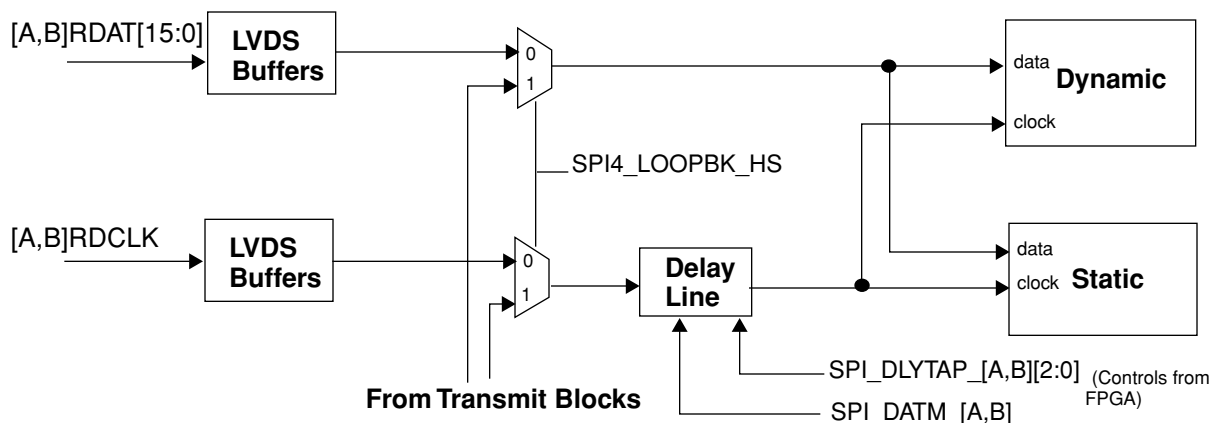 [A,B]RDAT[15:0]
LVDS
Buffers
0
1
data
Dynamic
clock
SPI4_LOOPBK_HS
[A,B]RDCLK
LVDS
Buffers
0
1
Delay
Line
data
clock
Static
From Transmit Blocks
SPI_DLYTAP_[A,B][2:0]
(Controls from
FPGA)
SPI_DATM_[A,B]